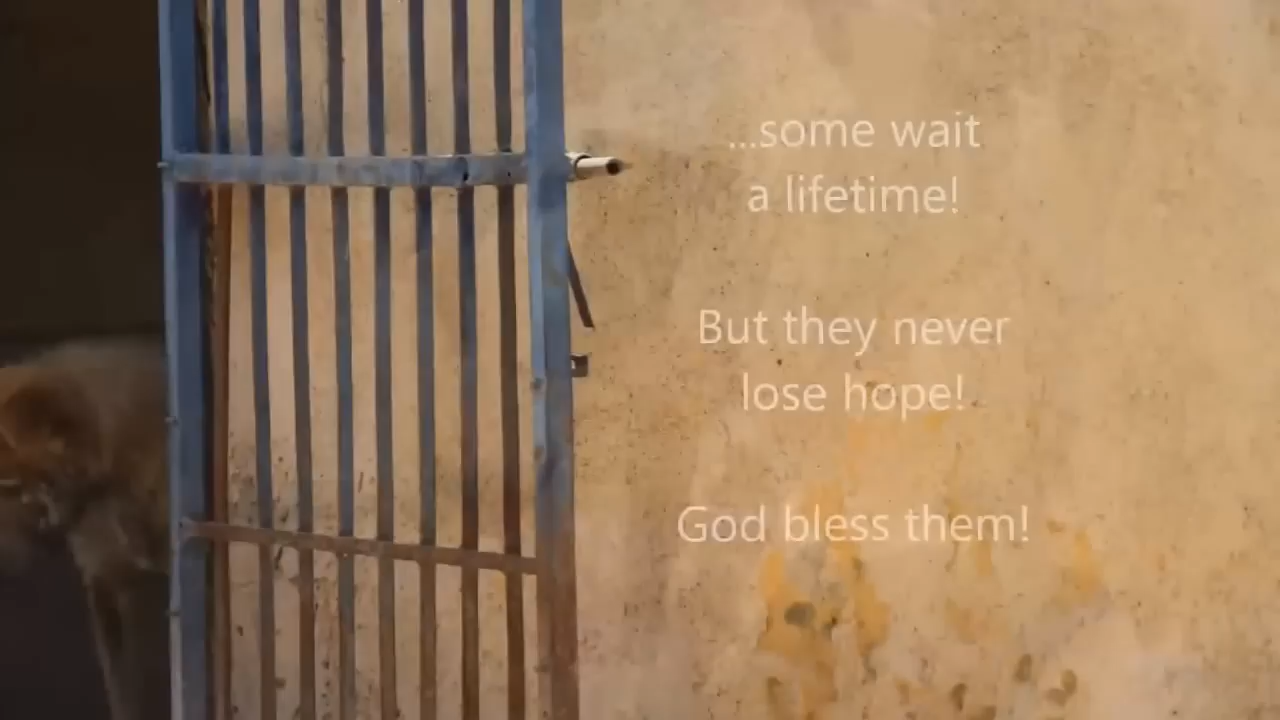 ...some wait
a lifetime!
But they never
lose hope!
God bless them!